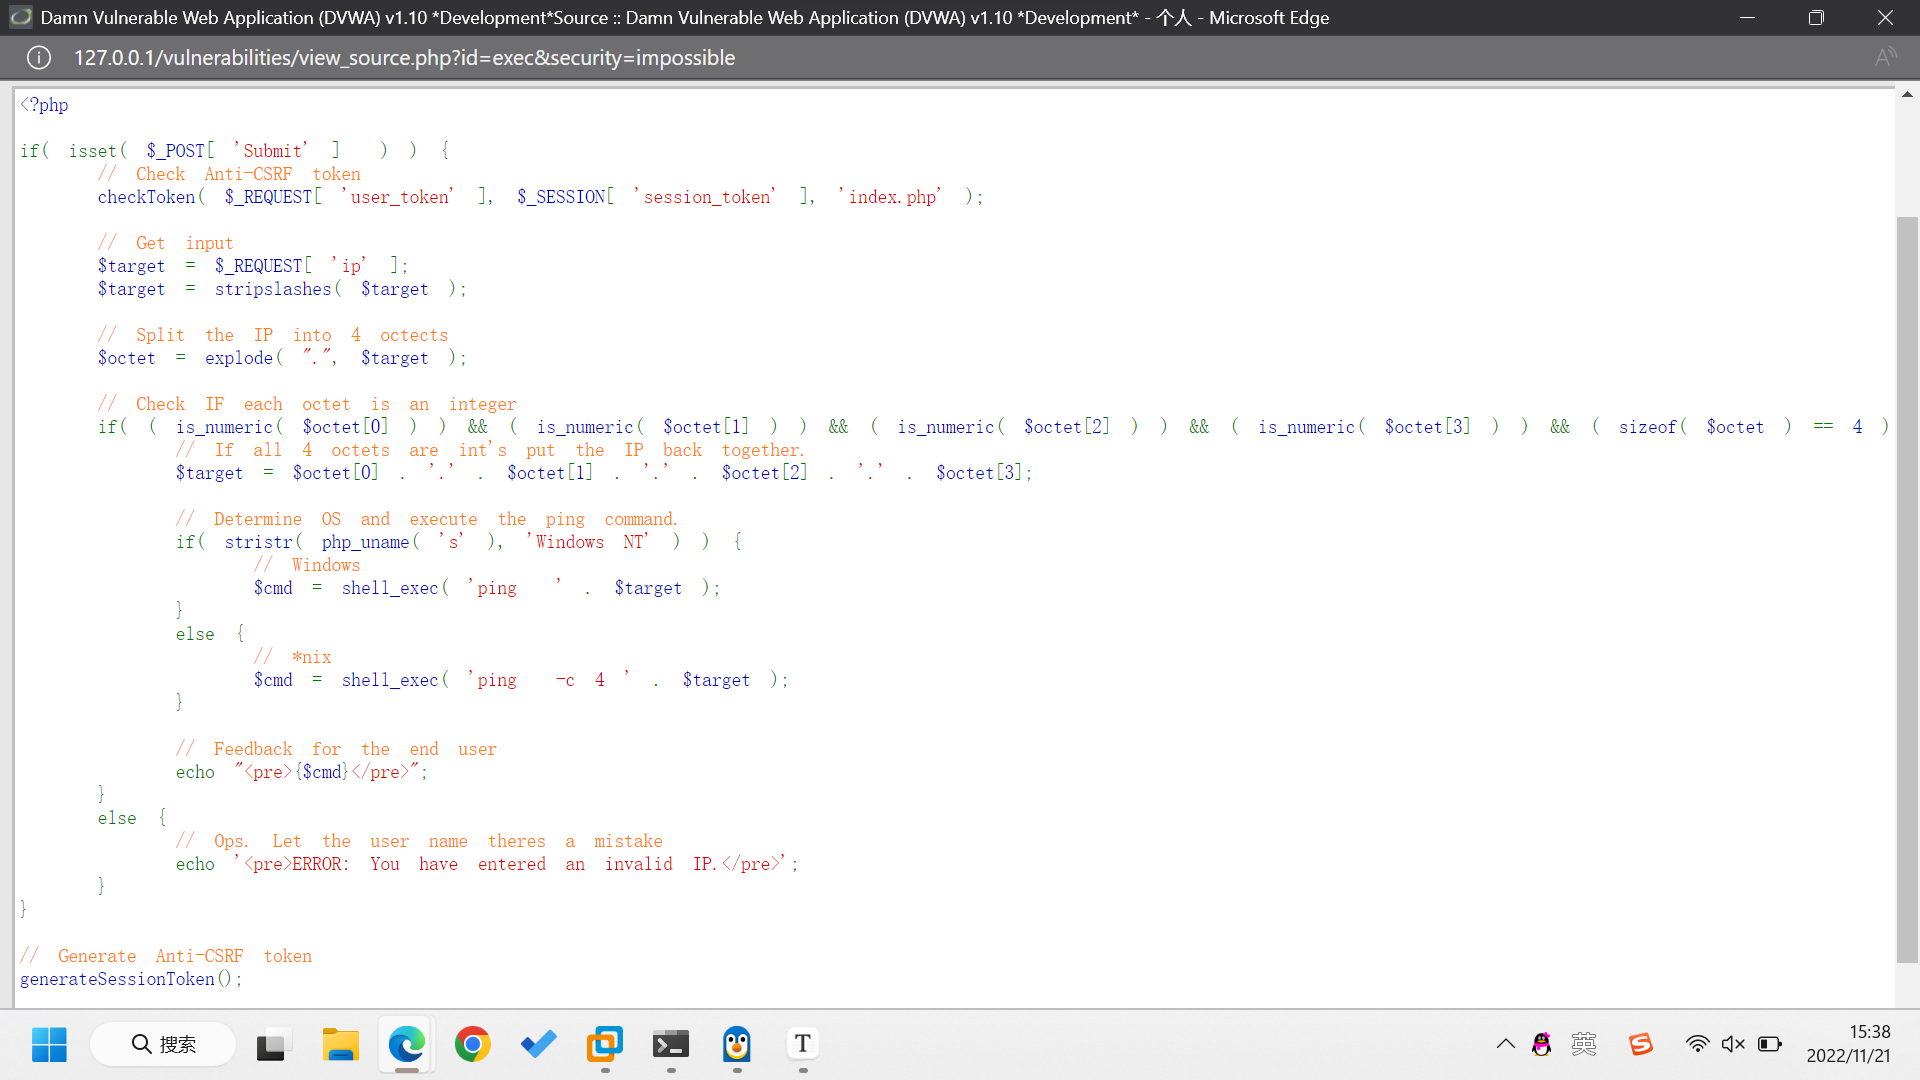 Damn Vulnerable Web Application (DVWA) v1.10 *Development*Source :: Damn Vulnerable Web Application (DVWA) v1.10 *Development* - 个人 - Microsoft Edge
127.0.0.1/vulnerabilities/view_source.php?id=exec&security=impossible
<?php
if( isset( $_POST[ 'Submit' ] ) ) {
// Check Anti-CSRF token
checkToken( $_REQUEST[ 'user_token' ], $_SESSION[ 'session_token' ], 'index.php' );
// Get input
$target = $_REQUEST[ 'ip' ];
$target = stripslashes( $target );
// Split the IP into 4 octects
$octet = explode( ".", $target );
// Check IF each octet is an integer
if( ( is_numeric( $octet[0] ) ) && ( is_numeric( $octet[1] ) ) && ( is_numeric( $octet[2] ) ) && ( is_numeric( $octet[3] ) ) && ( sizeof( $octet ) == 4 )
// If all 4 octets are int's put the IP back together.
$target = $octet[0] . '.' . $octet[1] . '.' . $octet[2] . '.' . $octet[3];
// Determine OS and execute the ping command.
if( stristr( php_uname( 's' ), 'Windows NT' ) ) {
// Windows
$cmd = shell_exec( 'ping ' . $target );
}
else {
// *nix
$cmd = shell_exec( 'ping -c 4 ' . $target );
}
// Feedback for the end user
echo "<pre>{$cmd}</pre>";
}
else {
// Ops. Let the user name theres a mistake
echo '<pre>ERROR: You have entered an invalid IP.</pre>';
}
}
// Generate Anti-CSRF token
generateSessionToken();
搜索
英
15:38
2022/11/21